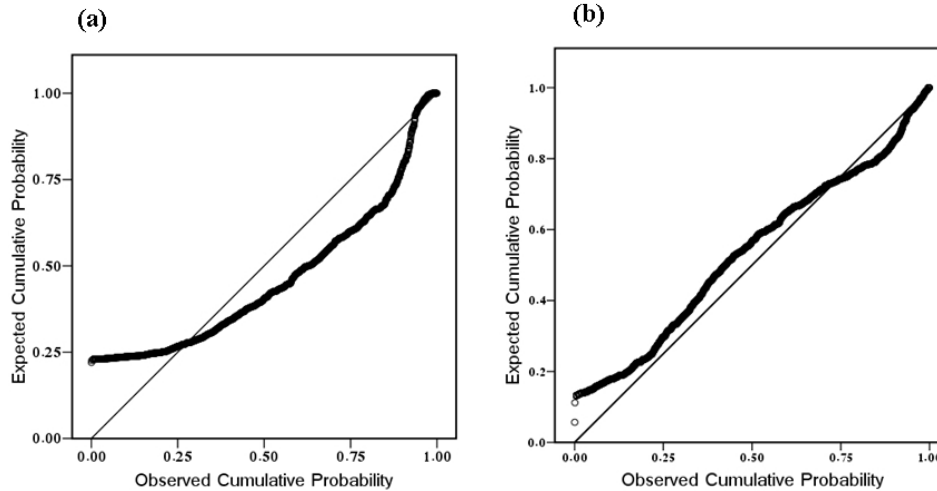 (a)
(b)
Expected Cumulative Probability
1.00
0.75
0.50
0.25
0.00
0.00 0.25 0.50 0.75 1.00
Observed Cumulative Probability
Expected Cumulative Probability
1.0
0.8
0.6
0.4
0.2
0.0
0.00 0.25 0.50 0.75 1.00
Observed Cumulative Probability